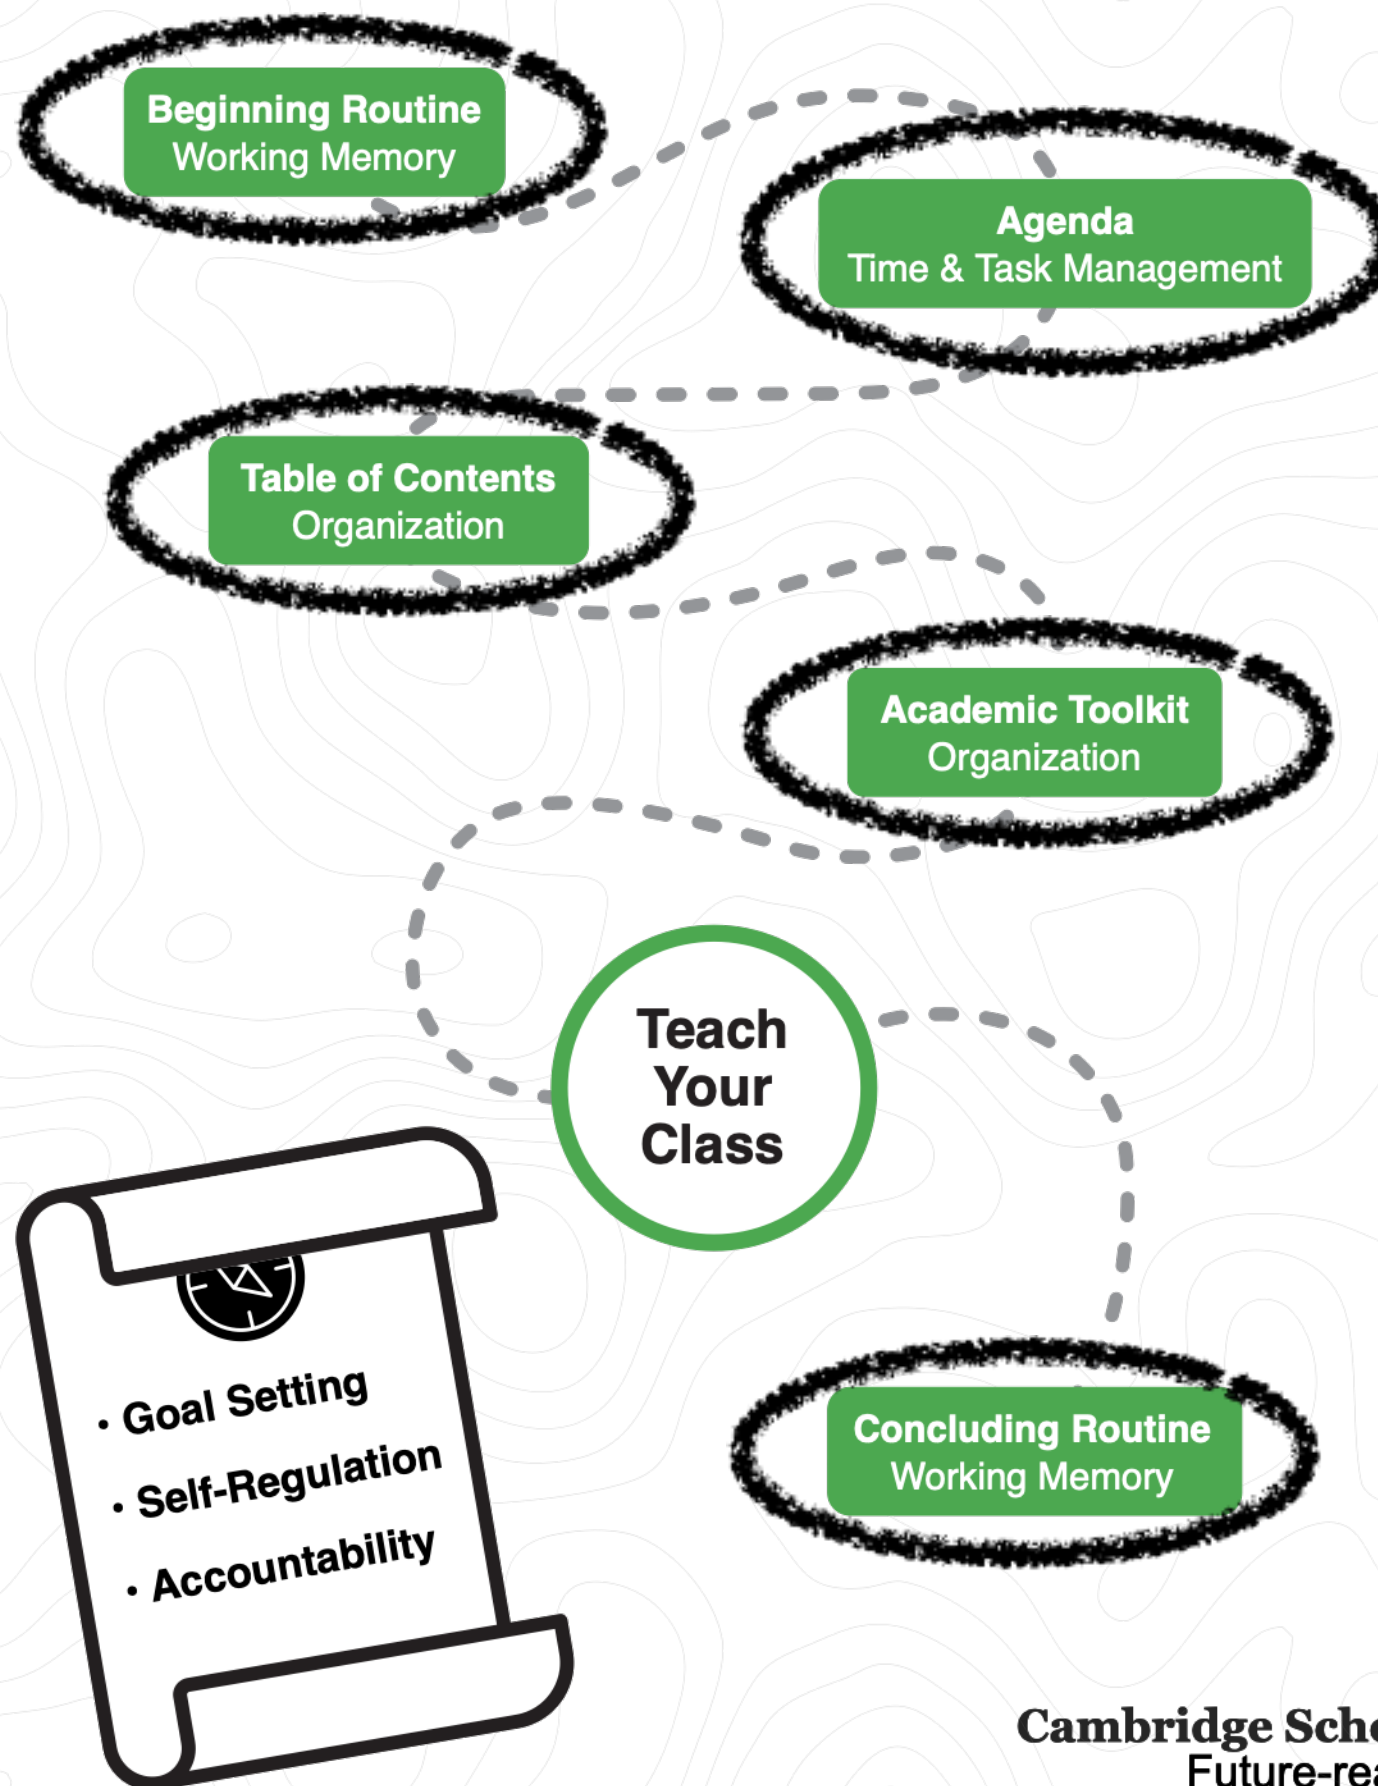 Beginning Routine
Working Memory
Agenda
Time & Task Management
Table of Contents
Organization
Academic Toolkit
Organization
Teach
Your
Class
• Goal Setting
• Self-Regulation
• Accountability
Concluding Routine
Working Memory
Cambridge